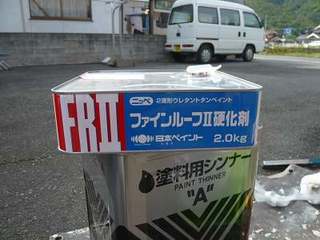 FRⅡ
ニッペ
2液形ウレタントタンペイント
ファインルーフⅡ硬化剤
日本ペイント
2.0kg
塗料用シンナー
PAINT THINNER
"A"